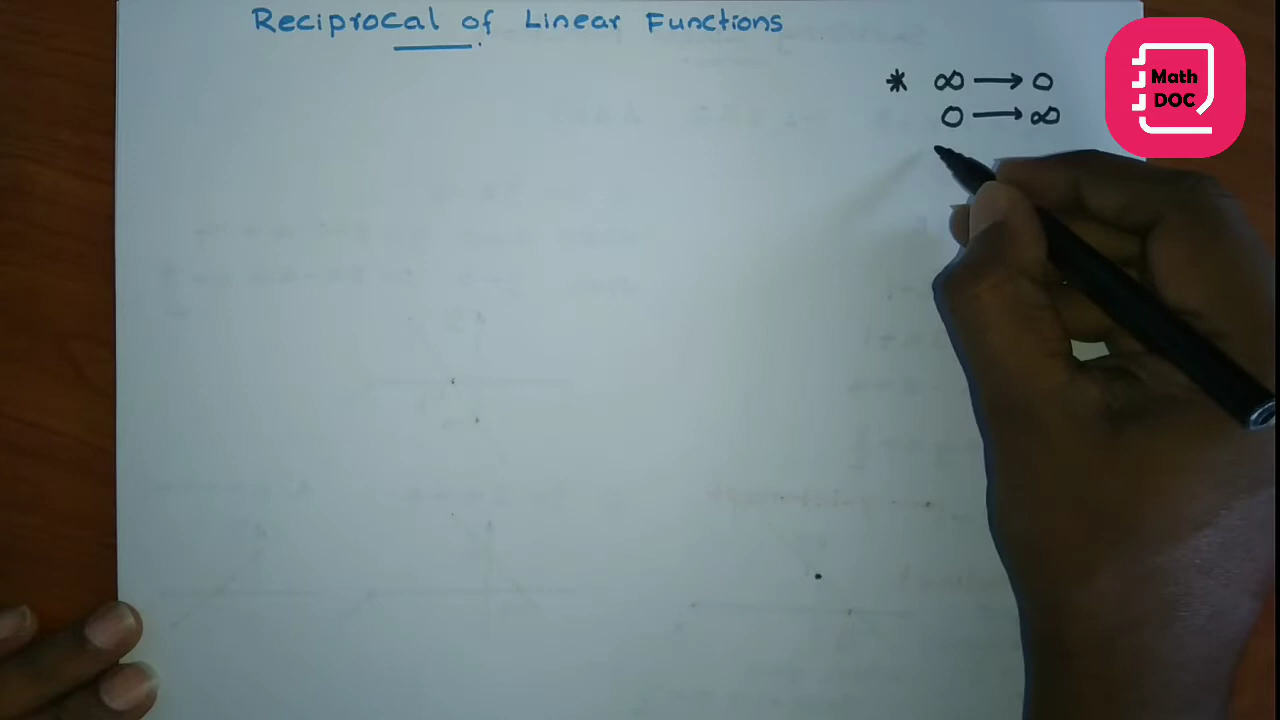 Reciprocal of Linear Functions
* ∞ → 0
0 → ∞
Math
DOC